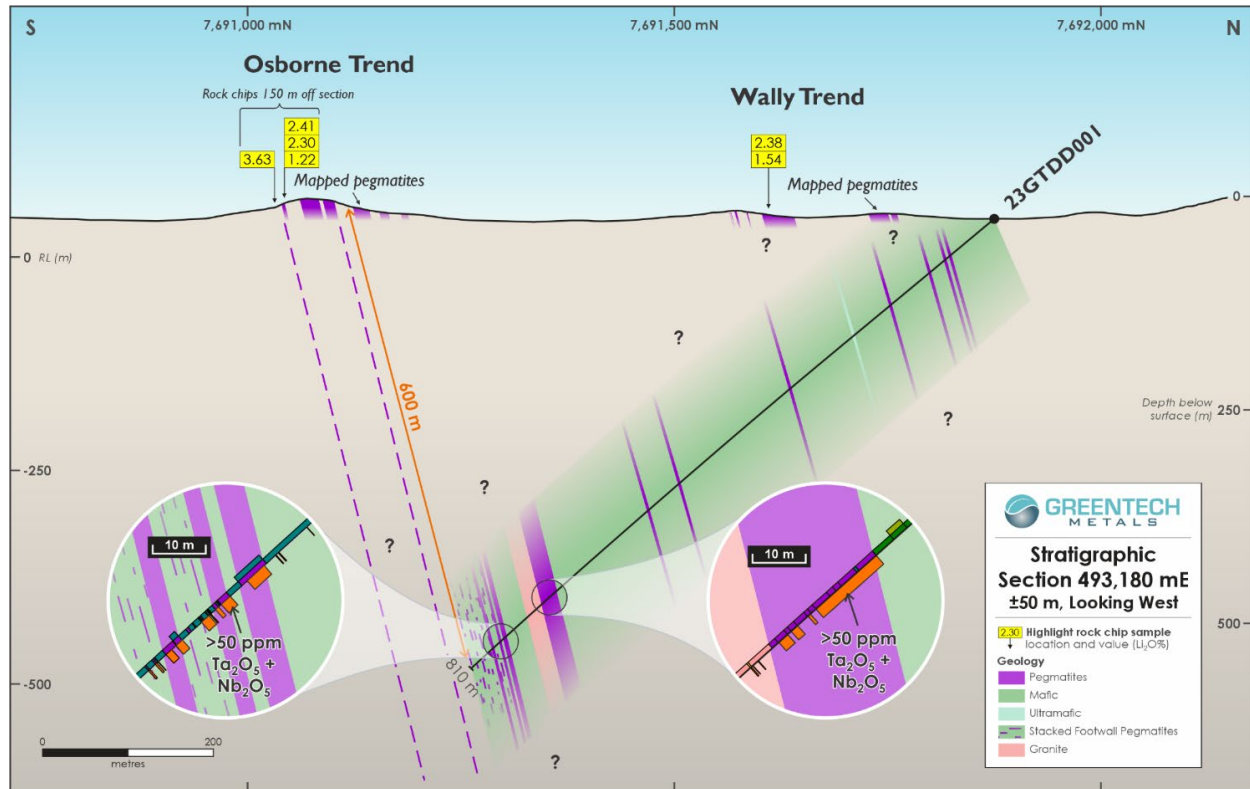 S
7,691,000 mN
7,691,500 mN
7,692,000 mN
N
Osborne Trend
Rock chips 150 m off section
3.63
2.41
2.30
1.22
Mapped pegmatites
Wally Trend
2.38
1.54
Mapped pegmatites
23GTDD001
0
0 RL (m)
?
?
?
?
600 m
Depth below
surface (m)
250
-250
?
?
10 m
>50 ppm
Ta₂O₅ +
Nb₂O₅
810 m
10 m
>50 ppm
Ta₂O₅ +
Nb₂O₅
500
-500
?
0
200
metres
GREENTECH
METALS
Stratigraphic
Section 493,180 mE
±50 m, Looking West
2.30 Highlight rock chip sample
location and value (Li₂O%)
Geology
Pegmatites
Mafic
Ultramafic
Stacked Footwall Pegmatites
Granite